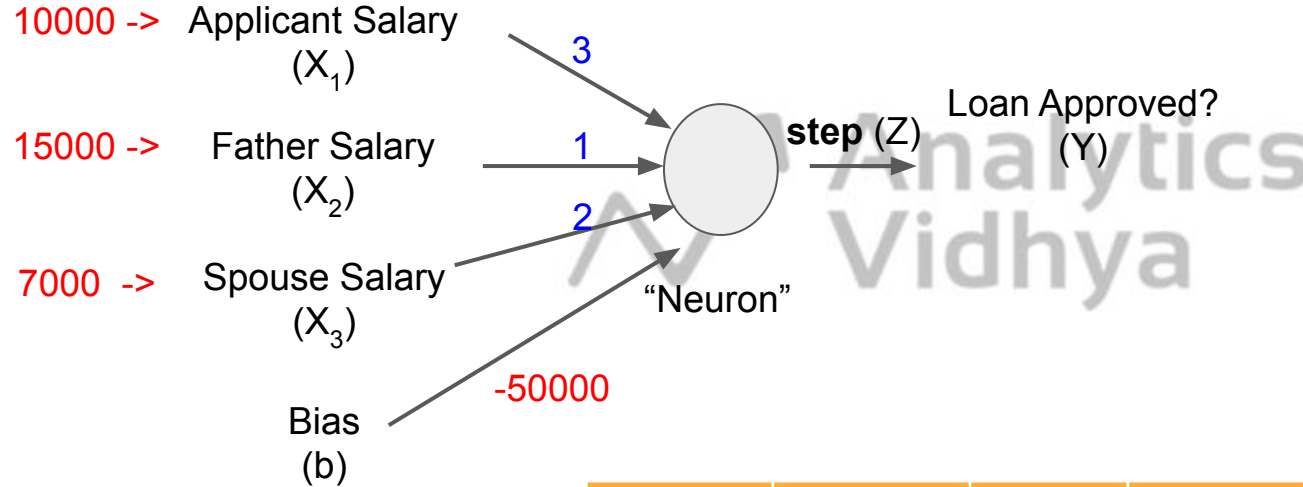 10000 -> Applicant Salary
(X1)
3
15000 -> Father Salary
(X2)
1
7000 -> Spouse Salary
(X3)
2
Bias
(b)
-50000
“Neuron”
step (Z)
Loan Approved?
(Y)
Analytics
Vidhya